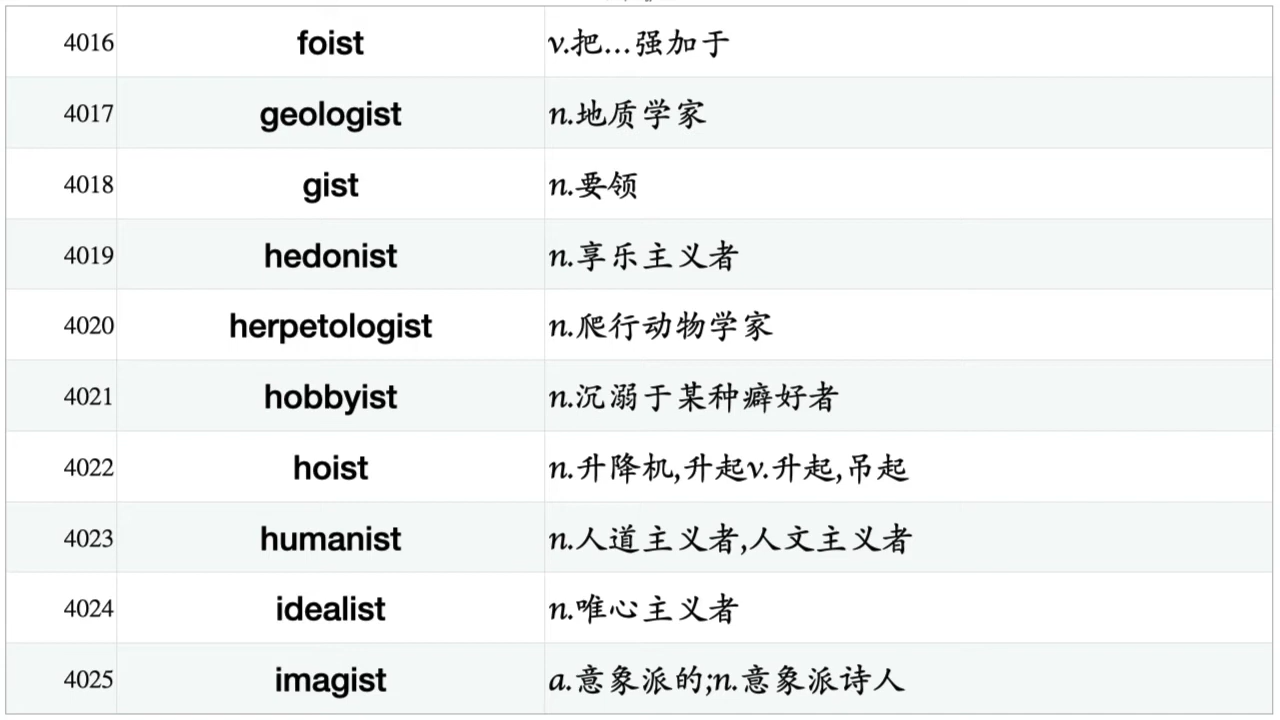 4016 foist v.把…强加于
4017 geologist n.地质学家
4018 gist n.要领
4019 hedonist n.享乐主义者
4020 herpetologist n.爬行动物学家
4021 hobbyist n.沉溺于某种癖好者
4022 hoist n.升降机,升起v.升起,吊起
4023 humanist n.人道主义者,人文主义者
4024 idealist n.唯心主义者
4025 imagist a.意象派的;n.意象派诗人